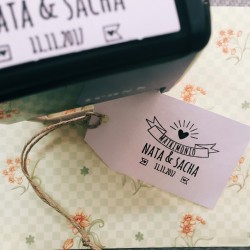 NATA & SACHA
11.11.2017
MATRIMONIO
NATA & SACHA
11.11.2017